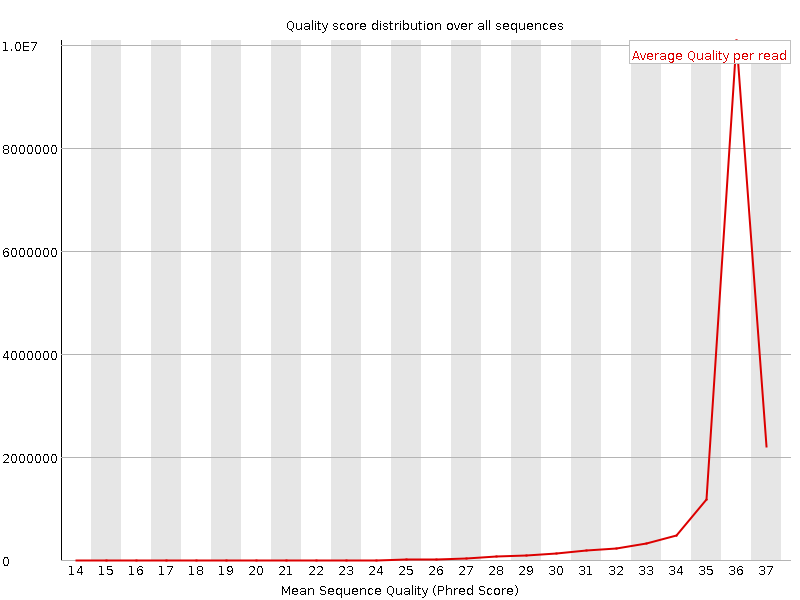 Quality score distribution over all sequences
1.0E7
Average Quality per read
8000000
6000000
4000000
2000000
0
14 15 16 17 18 19 20 21 22 23 24 25 26 27 28 29 30 31 32 33 34 35 36 37
Mean Sequence Quality (Phred Score)